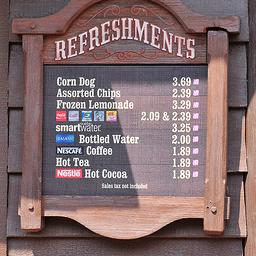 REFRESHMENTS
Corn Dog 3.69
Assorted Chips 2.39
Frozen Lemonade 3.29
2.09 & 2.39
smartwater 3.25
DASANI Bottled Water 2.00
NESCAFÉ Coffee 1.89
Hot Tea 1.89
Nestlé Hot Cocoa 1.89
Sales tax not included